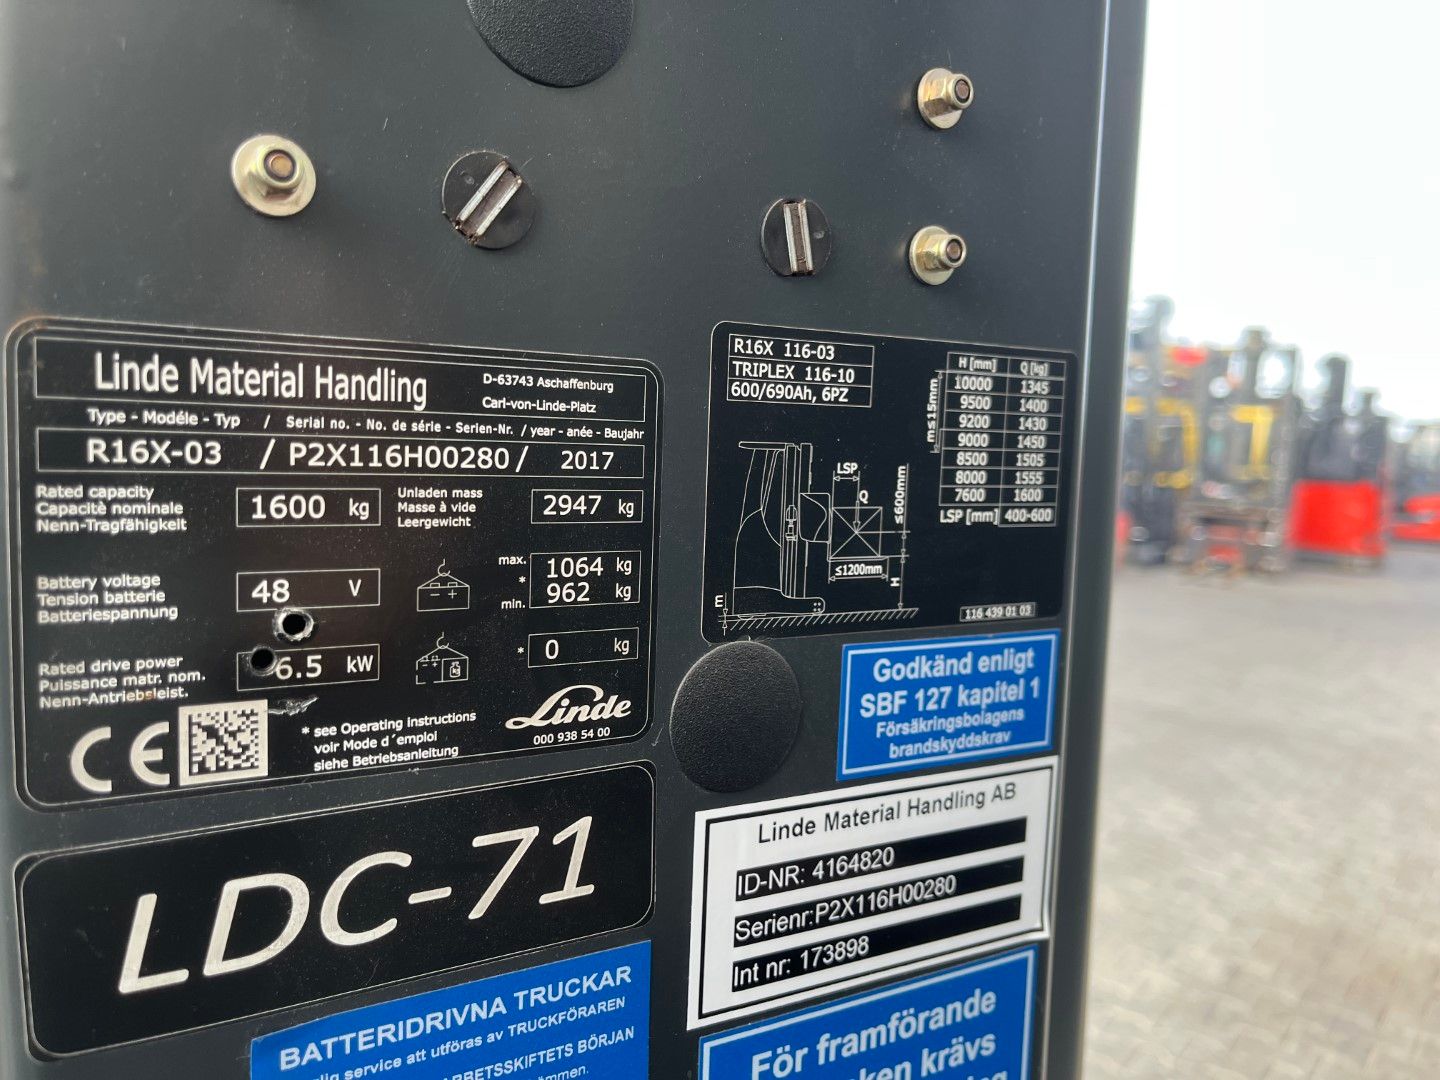 Linde Material Handling
D-63743 Aschaffenburg
Carl-von-Linde-Platz
Type - Modéle - Typ / Serial no. - No. de série - Serien-Nr. / year - anée - Baujahr
R16X-03 / P2X116H00280 / 2017
Rated capacity
Capacitè nominale
Nenn-Tragfähigkeit
1600 kg
Unladen mass
Masse à vide
Leergewicht
2947 kg
Battery voltage
Tension batterie
Batteriespannung
48 V
max. 1064 kg
*
min. 962 kg
Rated drive power
Puissance matr. nom.
Nenn-Antriebsleist.
6.5 kW
* 0 kg
CE
* see Operating instructions
voir Mode d´emploi
siehe Betriebsanleitung
Linde
000 938 54 00
R16X 116-03
TRIPLEX 116-10
600/690Ah, 6PZ
m≤15mm
H [mm] Q [kg]
10000 1345
9500 1400
9200 1430
9000 1450
8500 1505
8000 1555
7600 1600
LSP [mm] 400-600
LSP
Q
≤600mm
≤1200mm
H
E
116 439 01 03
Godkänd enligt
SBF 127 kapitel 1
Försäkringsbolagens
brandskyddskrav
LDC-71
Linde Material Handling AB
ID-NR: 4164820
Serienr:P2X116H00280
Int nr: 173898
BATTERIDRIVNA TRUCKAR
service att utföras av TRUCKFÖRAREN
BÖRJAN
För framförande
krävs